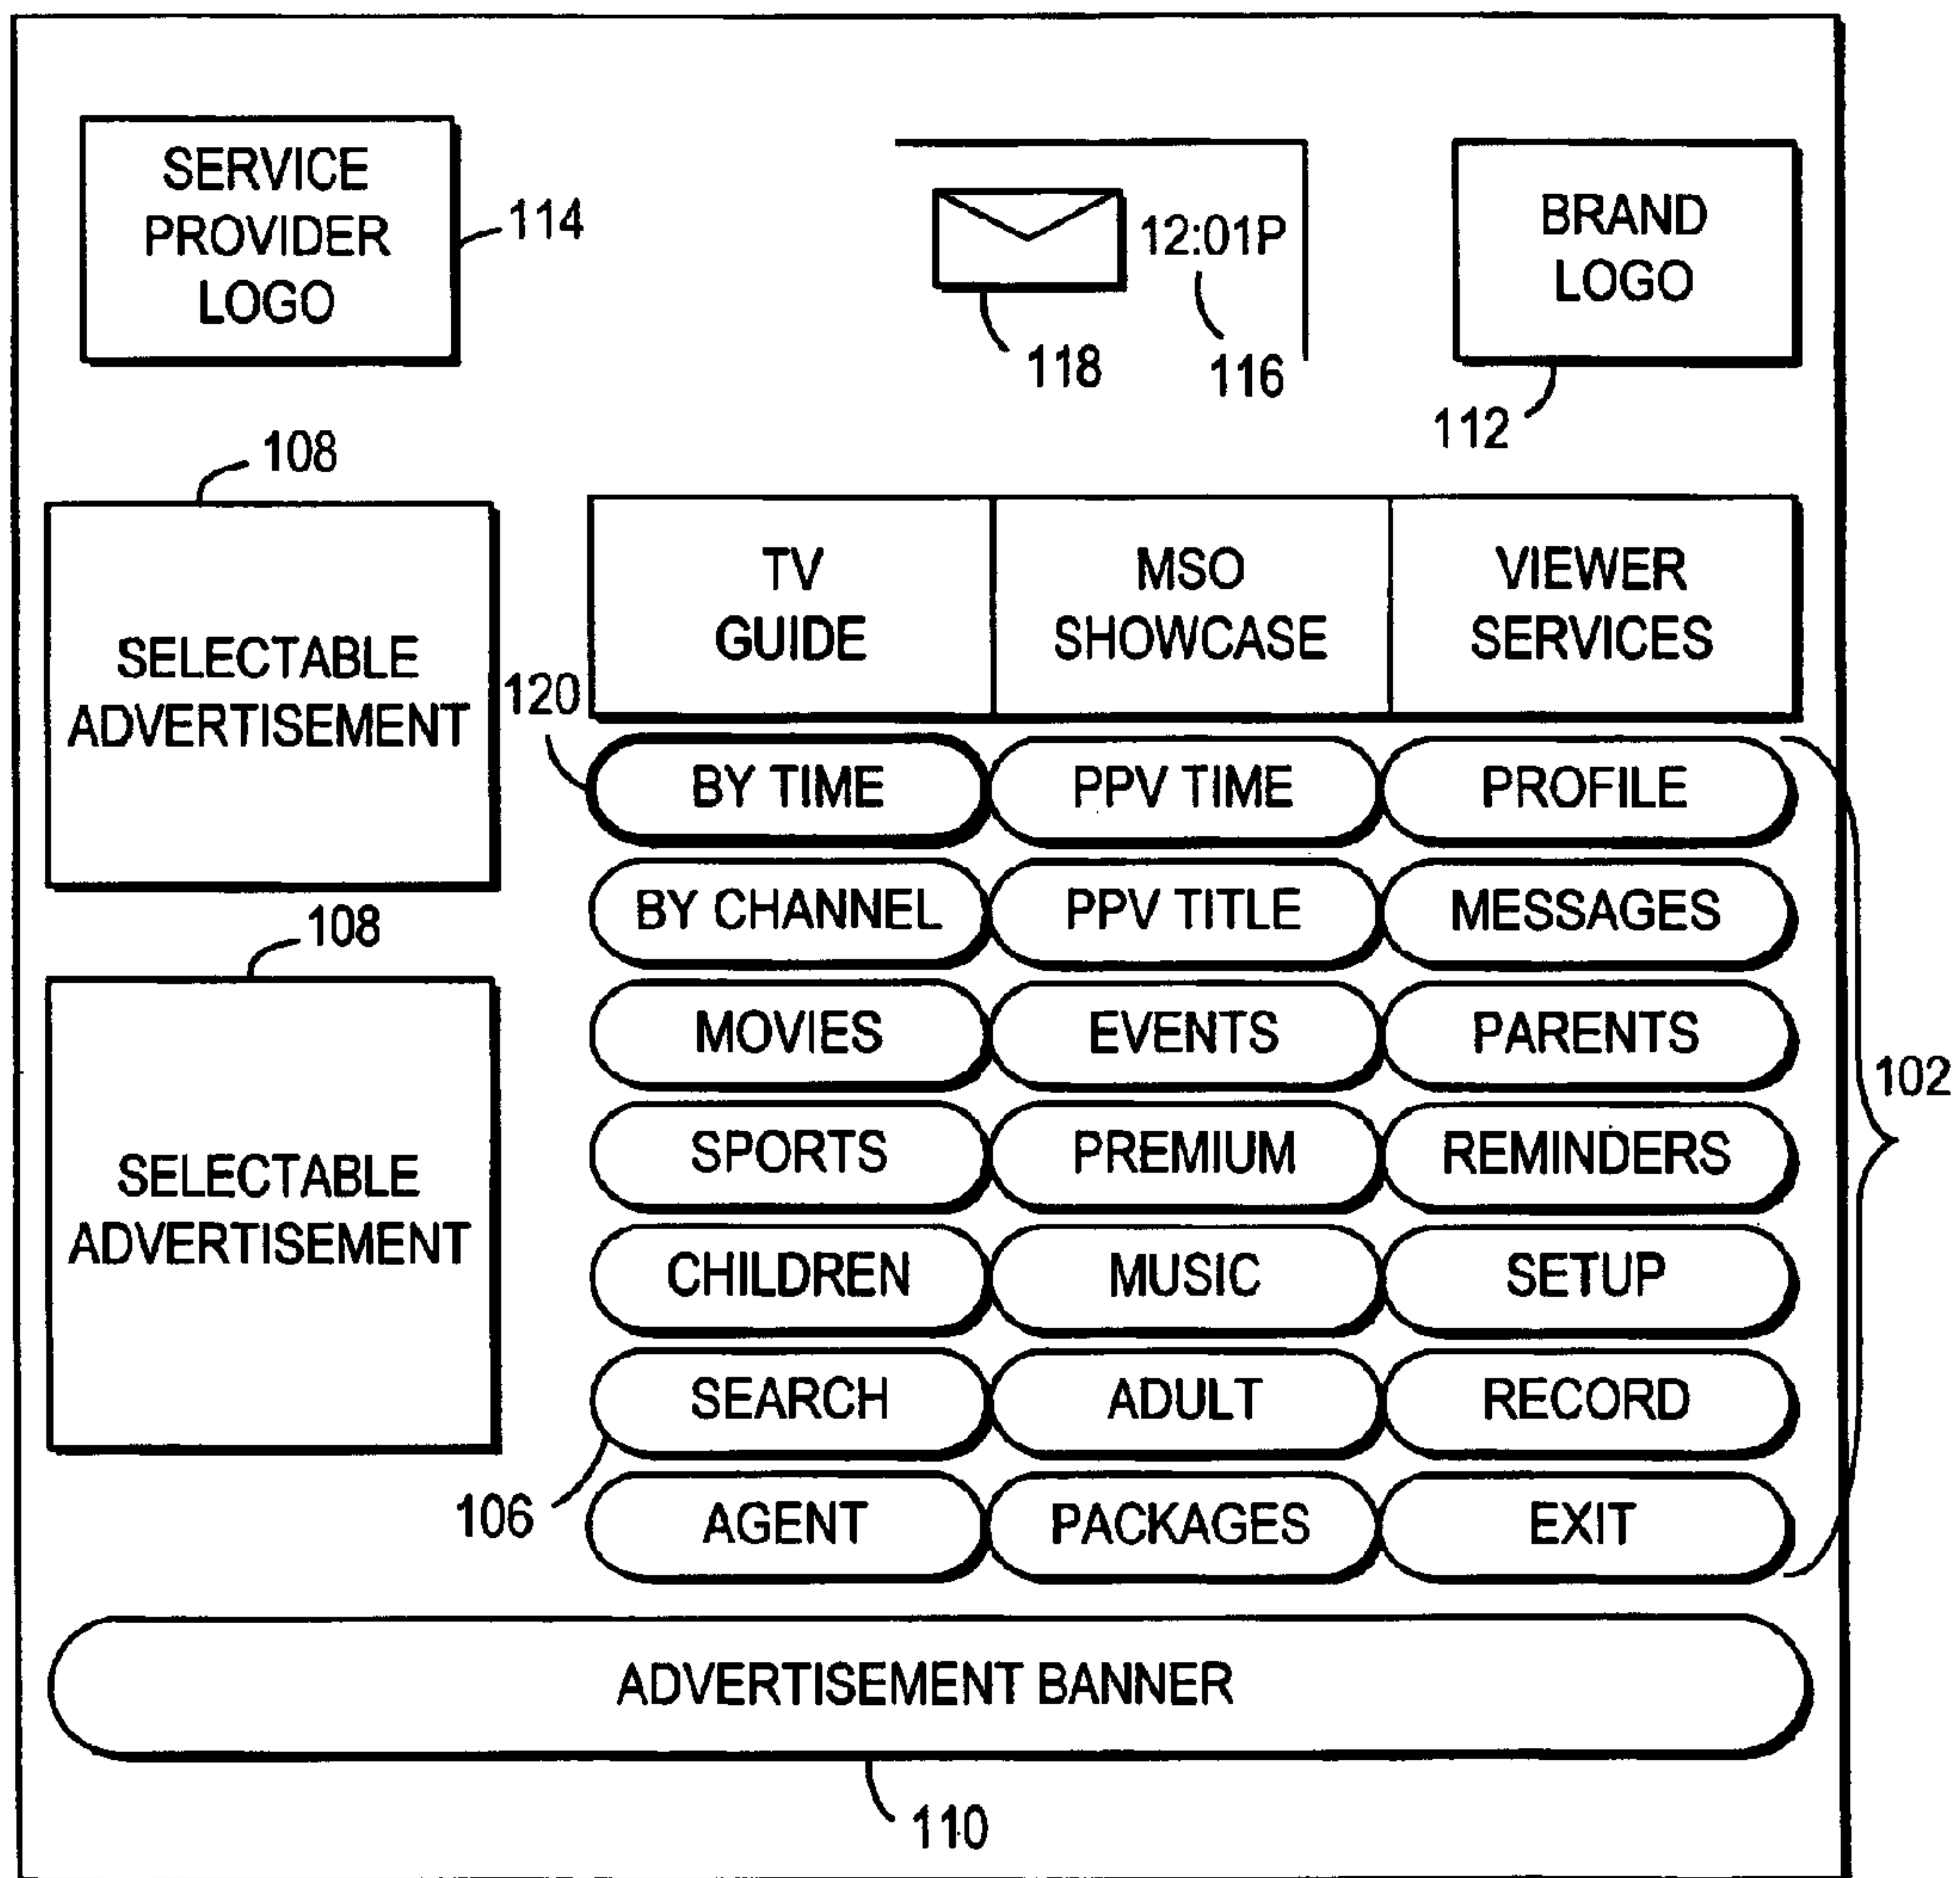 SERVICE
PROVIDER
LOGO
114
12:01P
118
116
BRAND
LOGO
112
108
SELECTABLE
ADVERTISEMENT
108
SELECTABLE
ADVERTISEMENT
TV
GUIDE
MSO
SHOWCASE
VIEWER
SERVICES
120
BY TIME
PPV TIME
PROFILE
BY CHANNEL
PPV TITLE
MESSAGES
MOVIES
EVENTS
PARENTS
102
SPORTS
PREMIUM
REMINDERS
CHILDREN
MUSIC
SETUP
SEARCH
ADULT
RECORD
106
AGENT
PACKAGES
EXIT
ADVERTISEMENT BANNER
110